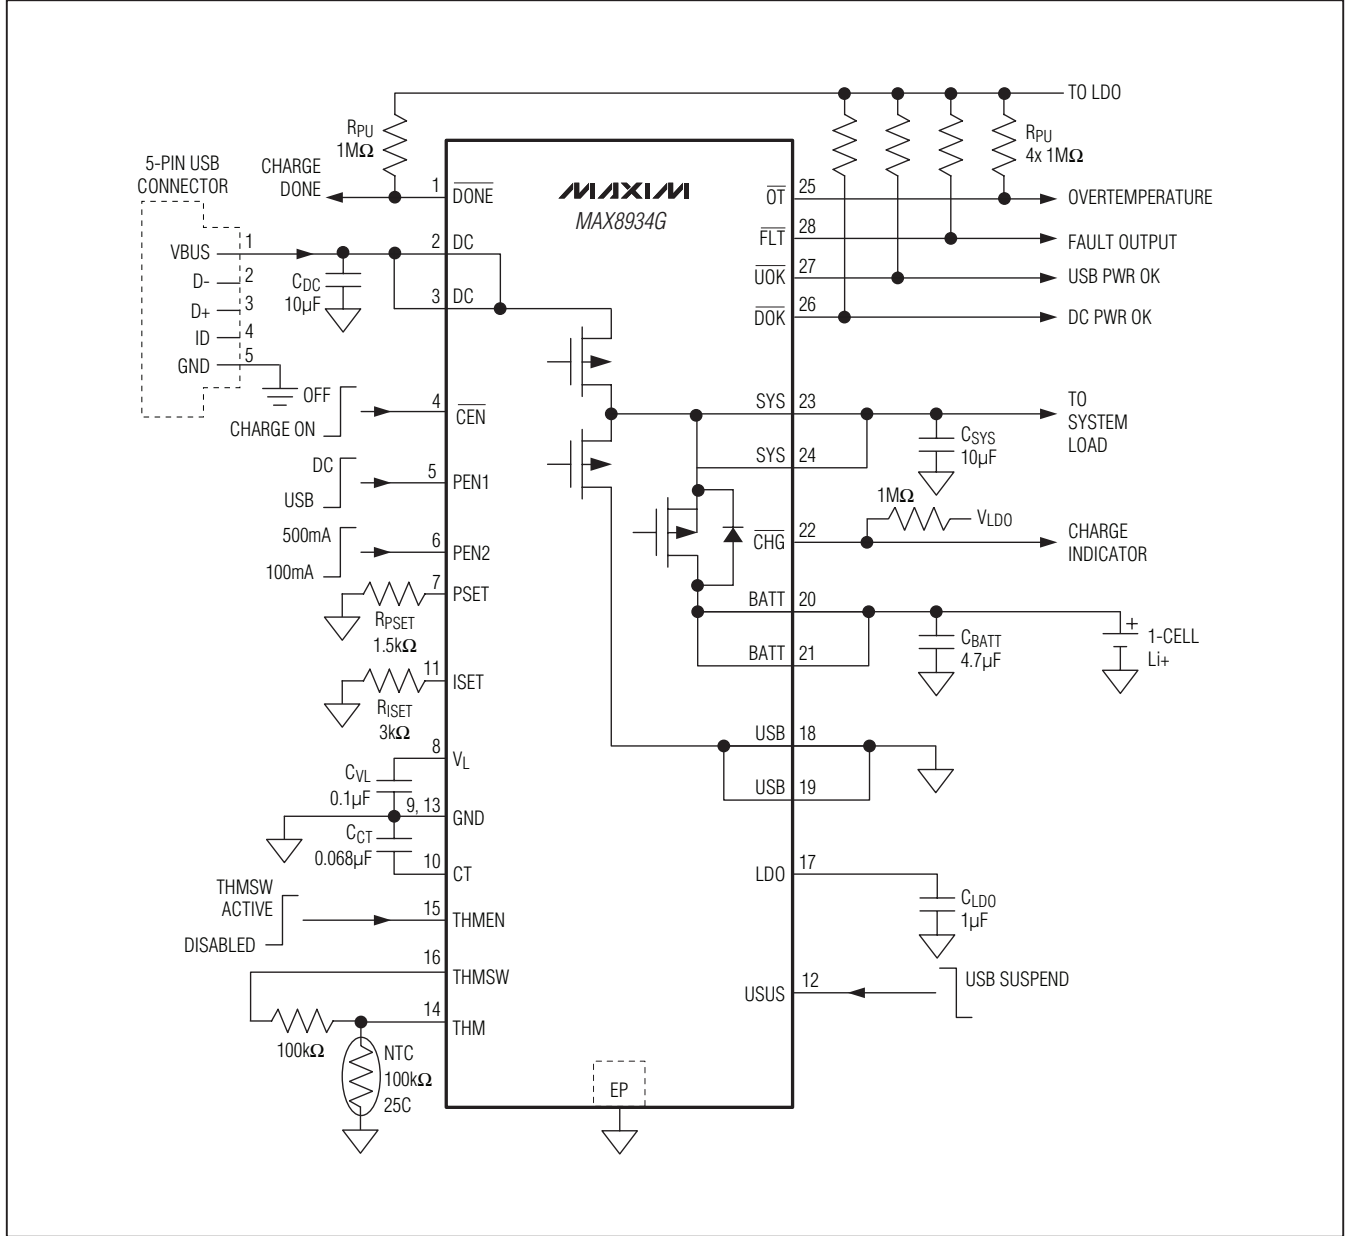 TO LDO
RPU
1MΩ
RPU
4x 1MΩ
5-PIN USB
CONNECTOR
CHARGE
DONE
1
DONE
MAXIM
MAX8934G
OT
25
OVERTEMPERATURE
FLT
28
FAULT OUTPUT
UOK
27
USB PWR OK
DOK
26
DC PWR OK
VBUS
1
D-
2
D+
3
ID
4
GND
5
CDC
10µF
2
DC
3
DC
OFF
CHARGE ON
4
CEN
DC
USB
5
PEN1
500mA
100mA
6
PEN2
7
PSET
RPSET
1.5kΩ
11
ISET
RISET
3kΩ
8
VL
CVL
0.1µF
9, 13
GND
CCT
0.068µF
10
CT
THMSW
ACTIVE
DISABLED
15
THMEN
16
THMSW
14
THM
100kΩ
NTC
100kΩ
25C
EP
SYS
23
TO
SYSTEM
LOAD
SYS
24
CSYS
10µF
1MΩ
VLDO
CHG
22
CHARGE
INDICATOR
BATT
20
BATT
21
CBATT
4.7µF
+
1-CELL
Li+
USB
18
USB
19
LDO
17
CLDO
1µF
USUS
12
USB SUSPEND